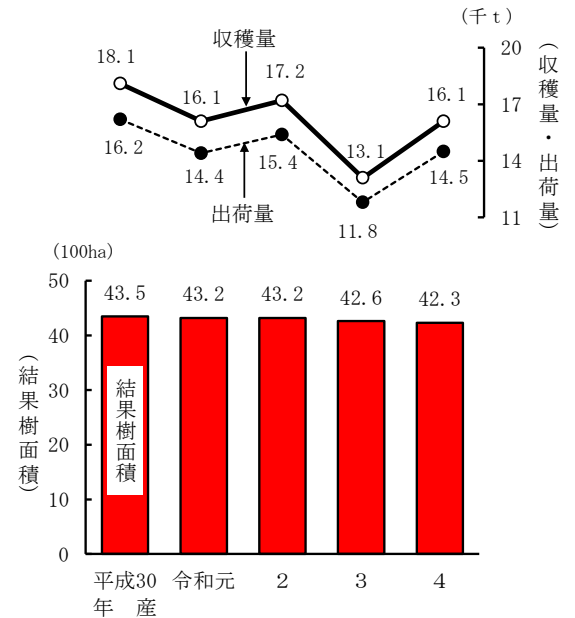 （千ｔ）
収穫量
18.1
16.1
17.2
13.1
16.1
16.2
14.4
15.4
11.8
14.5
出荷量
20
17
14
11
（収穫量・出荷量）
(100ha)
50
40
30
20
10
0
（結果樹面積）
43.5
43.2
43.2
42.6
42.3
結果樹面積
平成30
年　産
令和元
２
３
４